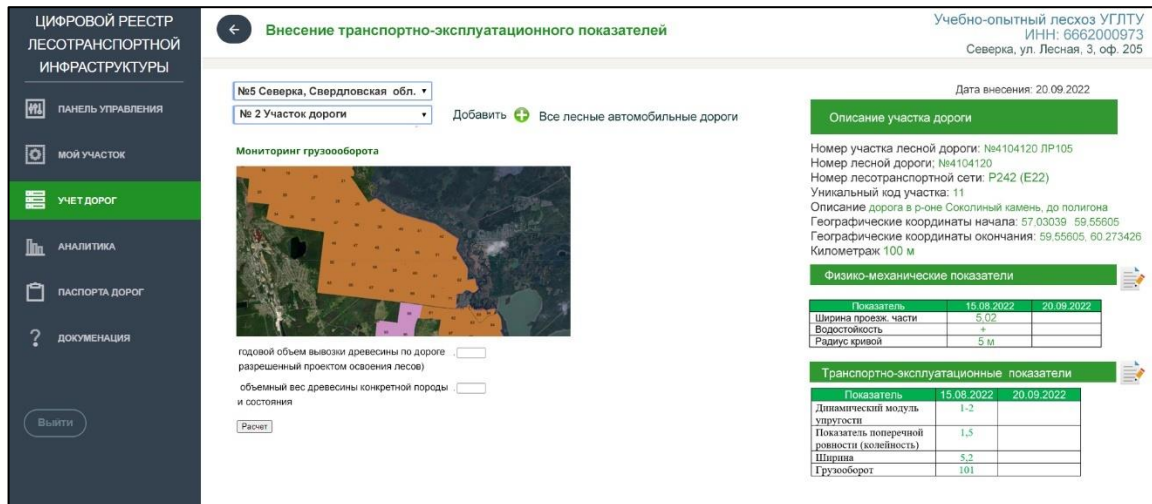 ЦИФРОВОЙ РЕЕСТР
ЛЕСОТРАНСПОРТНОЙ
ИНФРАСТРУКТУРЫ
ПАНЕЛЬ УПРАВЛЕНИЯ
МОЙ УЧАСТОК
УЧЕТ ДОРОГ
АНАЛИТИКА
ПАСПОРТА ДОРОГ
ДОКУМЕНАЦИЯ
Выйти
Внесение транспортно-эксплуатационного показателей
Учебно-опытный лесхоз УГЛТУ
ИНН: 6662000973
Северка, ул. Лесная, 3, оф. 205
№5 Северка, Свердловская обл.
№ 2 Участок дороги
Добавить Все лесные автомобильные дороги
Мониторинг грузоооборота
годовой объем вывозки древесины по дороге .
разрешенный проектом освоения лесов)
объемный вес древесины конкретной породы .
и состояния
Расчет
Дата внесения: 20.09.2022
Описание участка дороги
Номер участка лесной дороги: №4104120 ЛР105
Номер лесной дороги; №4104120
Номер лесотранспортной сети: Р242 (Е22)
Уникальный код участка: 11
Описание дорога в р-оне Соколиный камень, до полигона
Географические координаты начала: 57,03039 59,55605
Географические координаты окончания: 59,55605, 60.273426
Километраж 100 м
Физико-механические показатели
Показатель 15.08.2022 20.09.2022
Ширина проезж. части 5,02
Водостойкость +
Радиус кривой 5 м
Транспортно-эксплуатационные показатели
Показатель 15.08.2022 20.09.2022
Динамический модуль 1-2
упругости
Показатель поперечной 1,5
ровности (колейность)
Ширина 5,2
Грузооборот 101